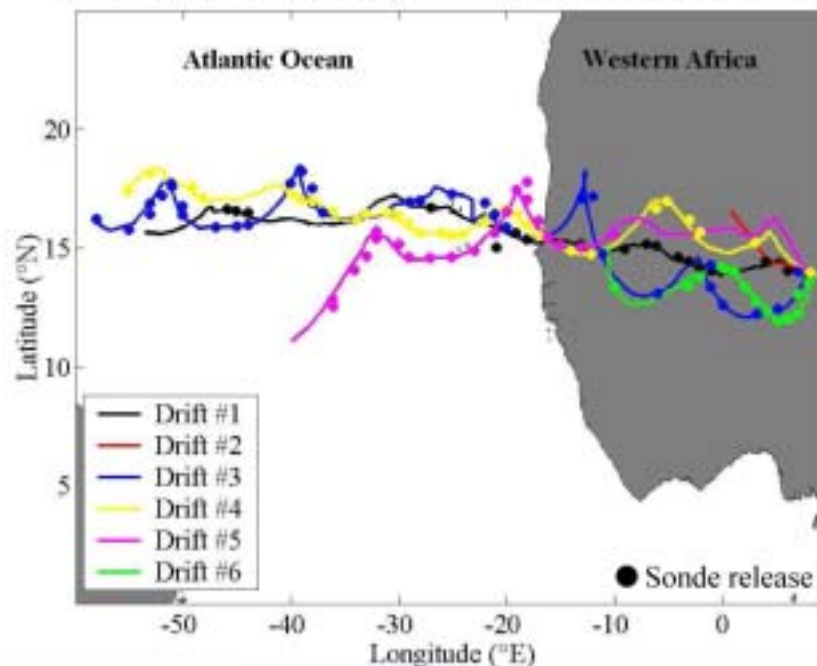 Atlantic Ocean Western Africa
20
15
10
5
Latitude (°N)
Drift #1
Drift #2
Drift #3
Drift #4
Drift #5
Drift #6
Sonde release
-50 -40 -30 -20 -10 0
Longitude (°E)